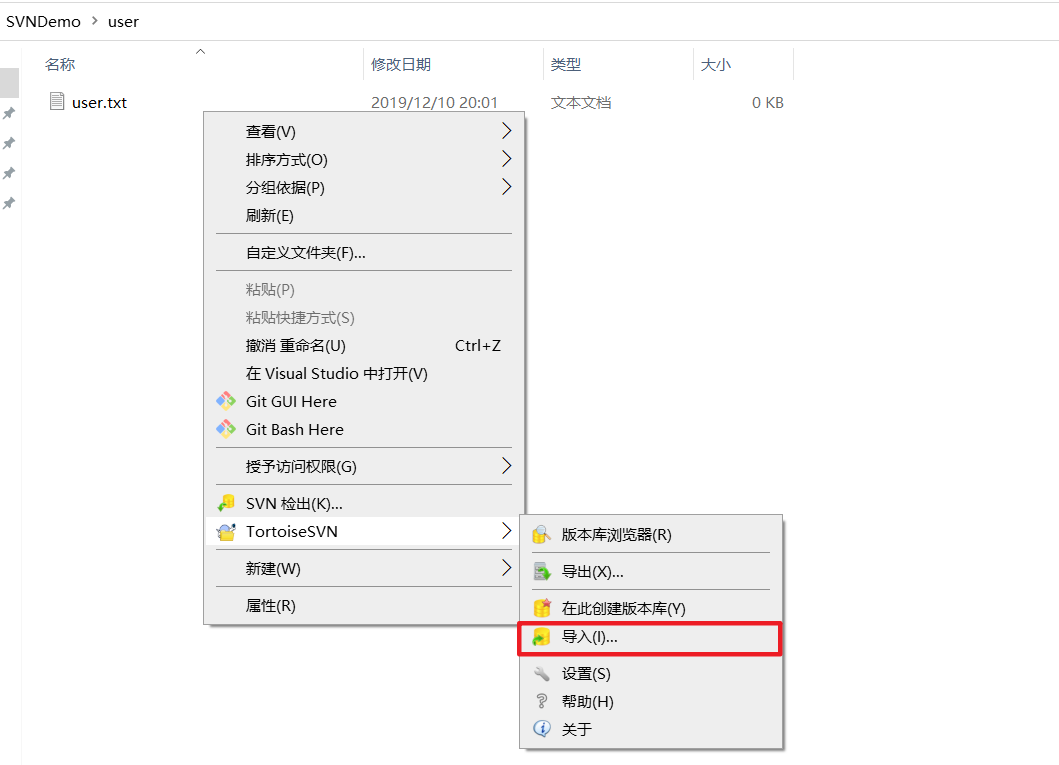 SVNDemo > user
名称 修改日期 类型 大小
user.txt 2019/12/10 20:01 文本文档 0 KB
查看(V)
排序方式(O)
分组依据(P)
刷新(E)
自定义文件夹(F)...
粘贴(P)
粘贴快捷方式(S)
撤消 重命名(U) Ctrl+Z
在 Visual Studio 中打开(V)
Git GUI Here
Git Bash Here
授予访问权限(G)
SVN 检出(K)...
TortoiseSVN
新建(W)
属性(R)
版本库浏览器(R)
导出(X)...
在此创建版本库(Y)
导入(I)...
设置(S)
帮助(H)
关于